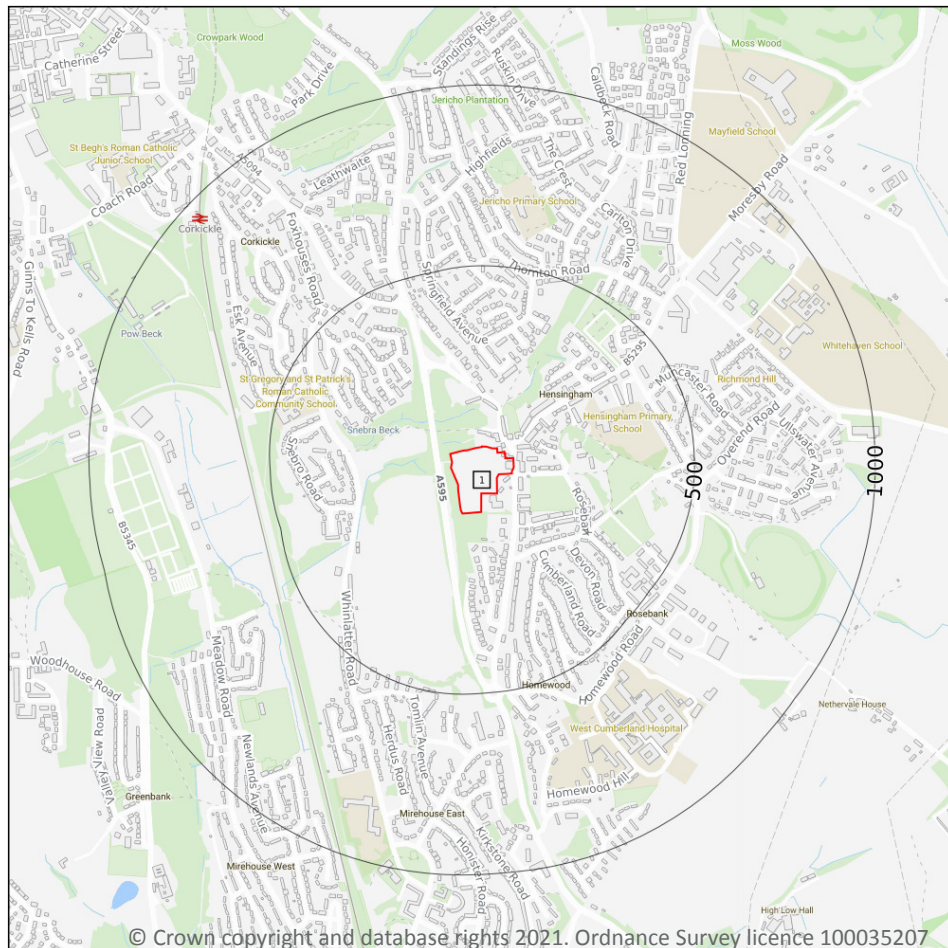 Crowpark Wood
Catherine Street
Park Drive
Standings Rise
Ruskin Drive
Moss Wood
Caldbeck Road
Jericho Plantation
Red Lonning
Mayfield School
St Begh's Roman Catholic
Junior School
A5094
Leathwaite
Highfields
The Crest
Moresby Road
Coach Road
Jericho Primary School
Corkickle
Corkickle
Foxhouses Road
Carlton Drive
Ginns To Kells Road
Thornton Road
Springfield Avenue
Esk Avenue
Pow Beck
Whitehaven School
B5295
Muncaster Road
Richmond Hill
St Gregory and St Patrick's
Roman Catholic
Community School
Hensingham
Hensingham Primary
School
Overend Road
Ullswater Avenue
Snebra Beck
Snebro Road
1
A595
500
1000
Rosebank
B5345
Devon Road
Cumberland Road
Whinlatter Road
Rosebank
Meadow Road
Homewood Road
Woodhouse Road
Homewood
Tomlin Avenue
Nethervale House
West Cumberland Hospital
Valley View Road
Newlands Avenue
Herdus Road
Homewood Hill
Greenbank
Mirehouse East
Kirkstone Road
Honister Road
Mirehouse West
High Low Hall
© Crown copyright and database rights 2021. Ordnance Survey licence 100035207